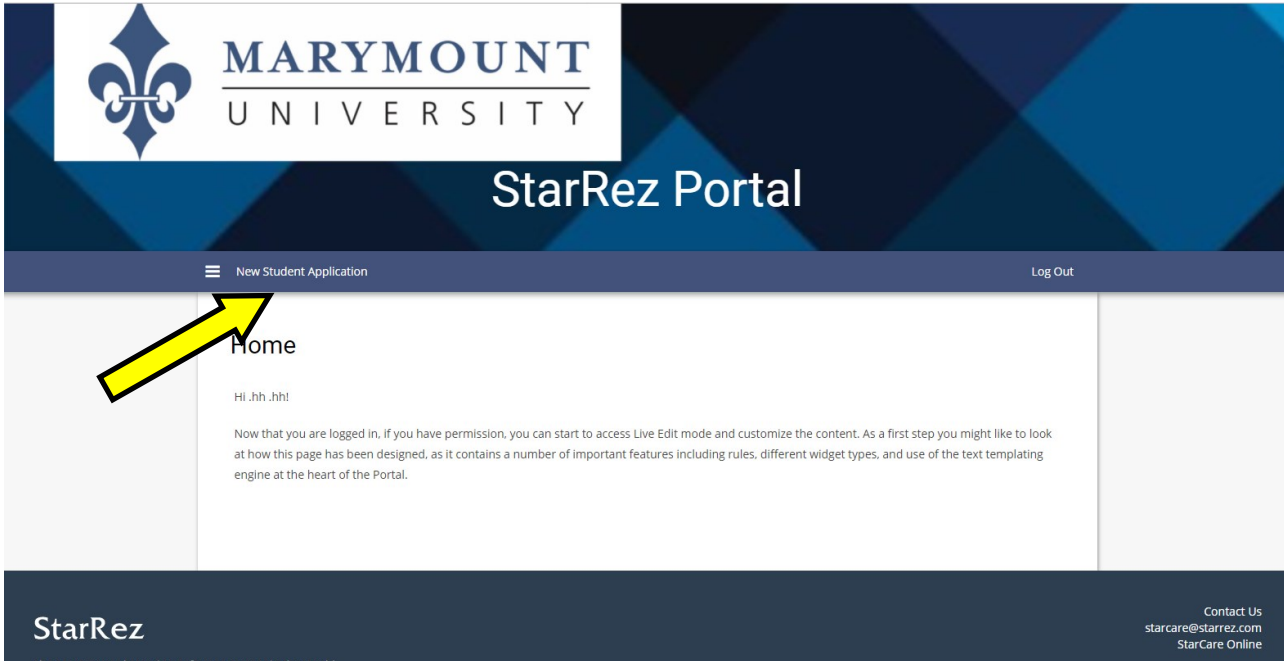 MARYMOUNT
UNIVERSITY
StarRez Portal
New Student Application
Log Out
Home
Hi .hh .hh!
Now that you are logged in, if you have permission, you can start to access Live Edit mode and customize the content. As a first step you might like to look
at how this page has been designed, as it contains a number of important features including rules, different widget types, and use of the text templating
engine at the heart of the Portal.
StarRez
Contact Us
starcare@starrez.com
StarCare Online